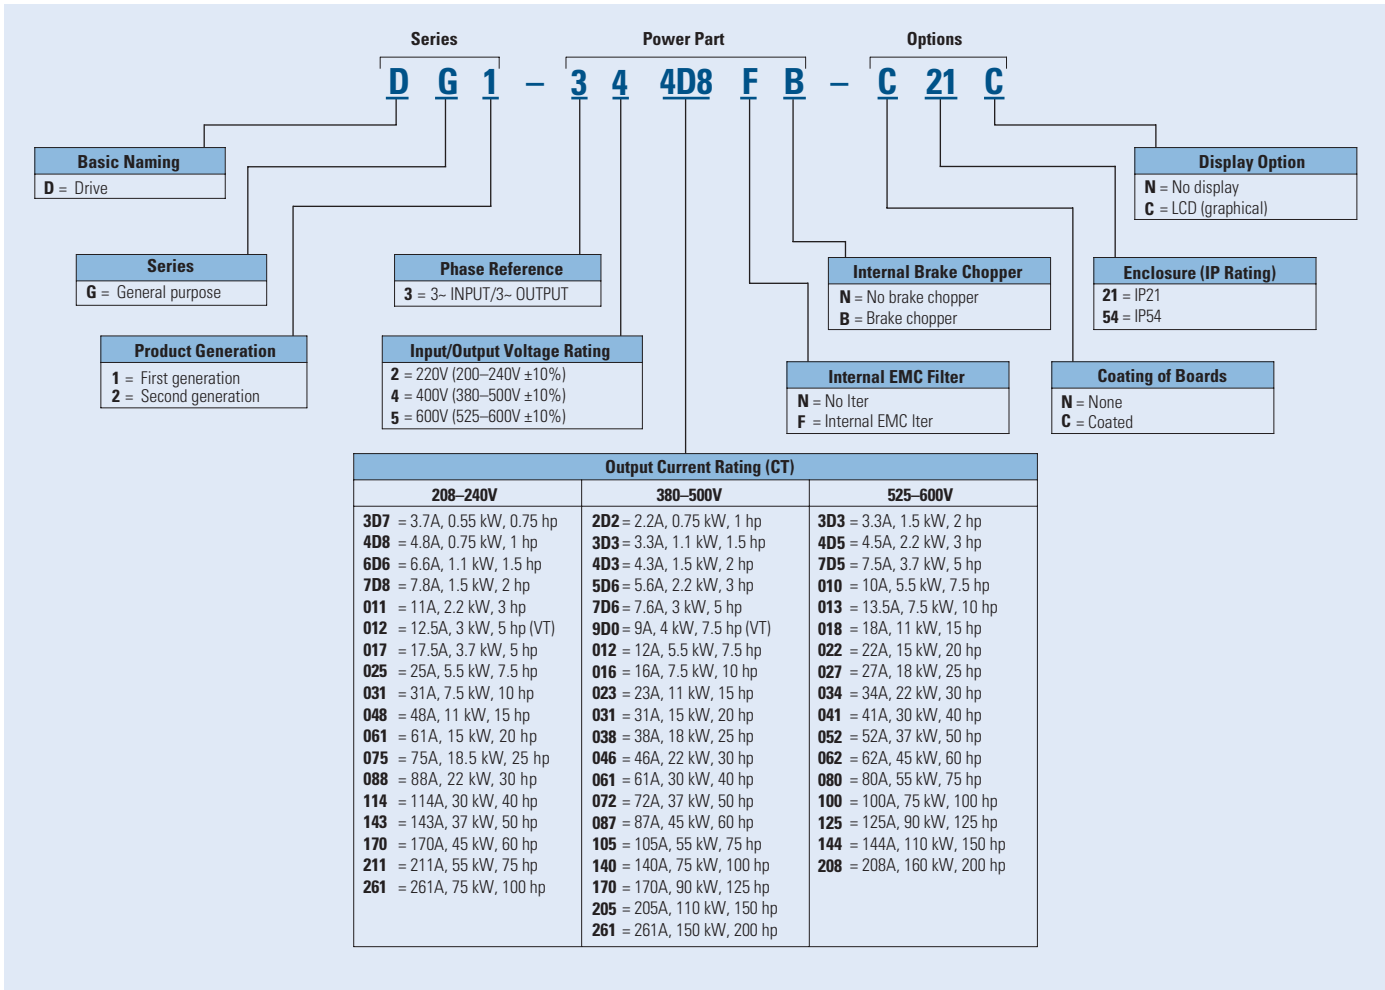 Series Power Part Options
D G 1 – 3 4 4D8 F B – C 21 C
Basic Naming
D = Drive
Series
G = General purpose
Product Generation
1 = First generation
2 = Second generation
Phase Reference
3 = 3~ INPUT/3~ OUTPUT
Input/Output Voltage Rating
2 = 220V (200–240V ±10%)
4 = 400V (380–500V ±10%)
5 = 600V (525–600V ±10%)
Internal Brake Chopper
N = No brake chopper
B = Brake chopper
Internal EMC Filter
N = No lter
F = Internal EMC lter
Display Option
N = No display
C = LCD (graphical)
Enclosure (IP Rating)
21 = IP21
54 = IP54
Coating of Boards
N = None
C = Coated
Output Current Rating (CT)
208–240V
3D7 = 3.7A, 0.55 kW, 0.75 hp
4D8 = 4.8A, 0.75 kW, 1 hp
6D6 = 6.6A, 1.1 kW, 1.5 hp
7D8 = 7.8A, 1.5 kW, 2 hp
011 = 11A, 2.2 kW, 3 hp
012 = 12.5A, 3 kW, 5 hp (VT)
017 = 17.5A, 3.7 kW, 5 hp
025 = 25A, 5.5 kW, 7.5 hp
031 = 31A, 7.5 kW, 10 hp
048 = 48A, 11 kW, 15 hp
061 = 61A, 15 kW, 20 hp
075 = 75A, 18.5 kW, 25 hp
088 = 88A, 22 kW, 30 hp
114 = 114A, 30 kW, 40 hp
143 = 143A, 37 kW, 50 hp
170 = 170A, 45 kW, 60 hp
211 = 211A, 55 kW, 75 hp
261 = 261A, 75 kW, 100 hp
380–500V
2D2 = 2.2A, 0.75 kW, 1 hp
3D3 = 3.3A, 1.1 kW, 1.5 hp
4D3 = 4.3A, 1.5 kW, 2 hp
5D6 = 5.6A, 2.2 kW, 3 hp
7D6 = 7.6A, 3 kW, 5 hp
9D0 = 9A, 4 kW, 7.5 hp (VT)
012 = 12A, 5.5 kW, 7.5 hp
016 = 16A, 7.5 kW, 10 hp
023 = 23A, 11 kW, 15 hp
031 = 31A, 15 kW, 20 hp
038 = 38A, 18 kW, 25 hp
046 = 46A, 22 kW, 30 hp
061 = 61A, 30 kW, 40 hp
072 = 72A, 37 kW, 50 hp
087 = 87A, 45 kW, 60 hp
105 = 105A, 55 kW, 75 hp
140 = 140A, 75 kW, 100 hp
170 = 170A, 90 kW, 125 hp
205 = 205A, 110 kW, 150 hp
261 = 261A, 150 kW, 200 hp
525–600V
3D3 = 3.3A, 1.5 kW, 2 hp
4D5 = 4.5A, 2.2 kW, 3 hp
7D5 = 7.5A, 3.7 kW, 5 hp
010 = 10A, 5.5 kW, 7.5 hp
013 = 13.5A, 7.5 kW, 10 hp
018 = 18A, 11 kW, 15 hp
022 = 22A, 15 kW, 20 hp
027 = 27A, 18 kW, 25 hp
034 = 34A, 22 kW, 30 hp
041 = 41A, 30 kW, 40 hp
052 = 52A, 37 kW, 50 hp
062 = 62A, 45 kW, 60 hp
080 = 80A, 55 kW, 75 hp
100 = 100A, 75 kW, 100 hp
125 = 125A, 90 kW, 125 hp
144 = 144A, 110 kW, 150 hp
208 = 208A, 160 kW, 200 hp